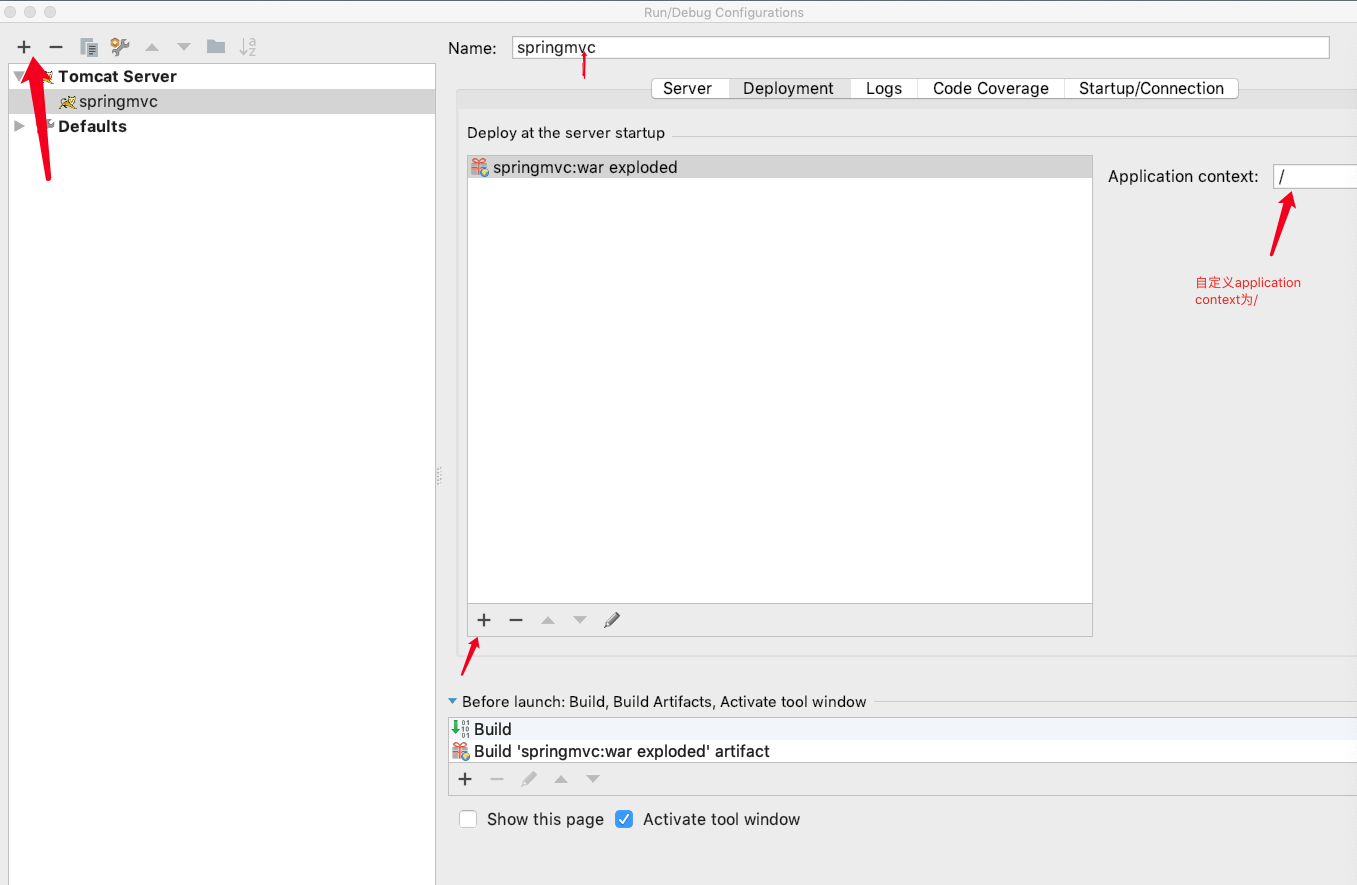 Run/Debug Configurations
Name: springmvc
Tomcat Server
springmvc
Defaults
Server Deployment Logs Code Coverage Startup/Connection
Deploy at the server startup
springmvc:war exploded
Application context: /
自定义application
context为/
Before launch: Build, Build Artifacts, Activate tool window
Build
Build 'springmvc:war exploded' artifact
Show this page Activate tool window